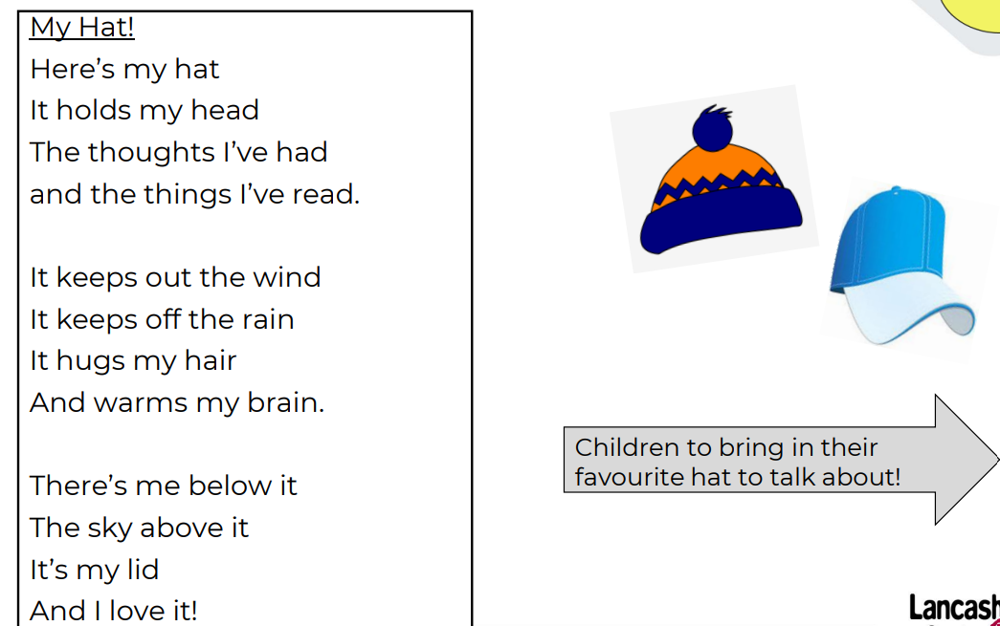 My Hat!
Here’s my hat
It holds my head
The thoughts I’ve had
and the things I’ve read.
It keeps out the wind
It keeps off the rain
It hugs my hair
And warms my brain.
There’s me below it
The sky above it
It’s my lid
And I love it!
Children to bring in their
favourite hat to talk about!